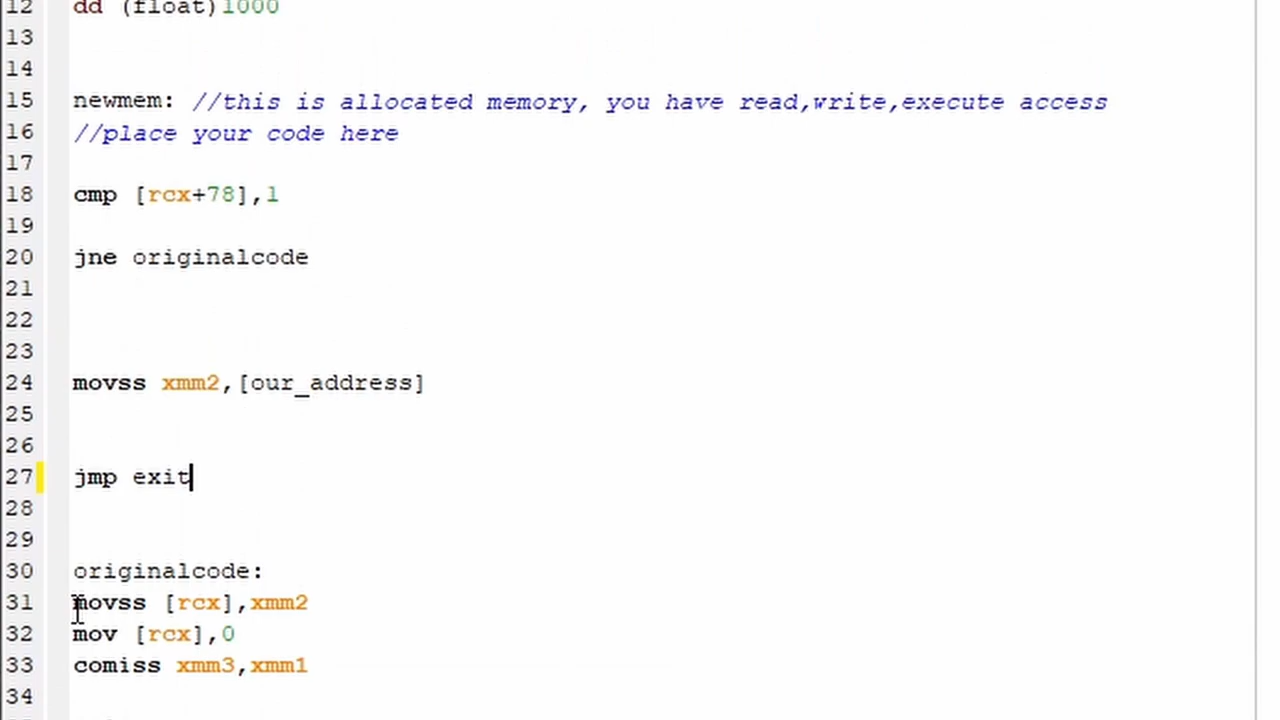 12 dd (float)1000
13
14
15 newmem: //this is allocated memory, you have read,write,execute access
16 //place your code here
17
18 cmp [rcx+78],1
19
20 jne originalcode
21
22
23
24 movss xmm2,[our_address]
25
26
27 jmp exit
28
29
30 originalcode:
31 movss [rcx],xmm2
32 mov [rcx],0
33 comiss xmm3,xmm1
34